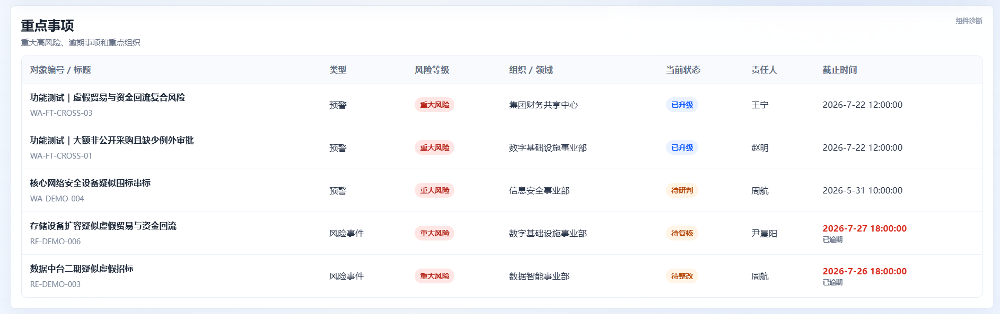 重点事项
组件诊断
重大高风险、逾期事项和重点组织
对象编号 / 标题 类型 风险等级 组织 / 领域 当前状态 责任人 截止时间
功能测试 | 虚假贸易与资金回流复合风险
WA-FT-CROSS-03
预警 重大风险 集团财务共享中心 已升级 王宁 2026-7-22 12:00:00
功能测试 | 大额非公开采购且缺少例外审批
WA-FT-CROSS-01
预警 重大风险 数字基础设施事业部 已升级 赵明 2026-7-22 12:00:00
核心网络安全设备疑似围标串标
WA-DEMO-004
预警 重大风险 信息安全事业部 待研判 周航 2026-5-31 10:00:00
存储设备扩容疑似虚假贸易与资金回流
RE-DEMO-006
风险事件 重大风险 数字基础设施事业部 待复核 尹晨阳 2026-7-27 18:00:00
已逾期
数据中台二期疑似虚假招标
RE-DEMO-003
风险事件 重大风险 数据智能事业部 待整改 周航 2026-7-26 18:00:00
已逾期